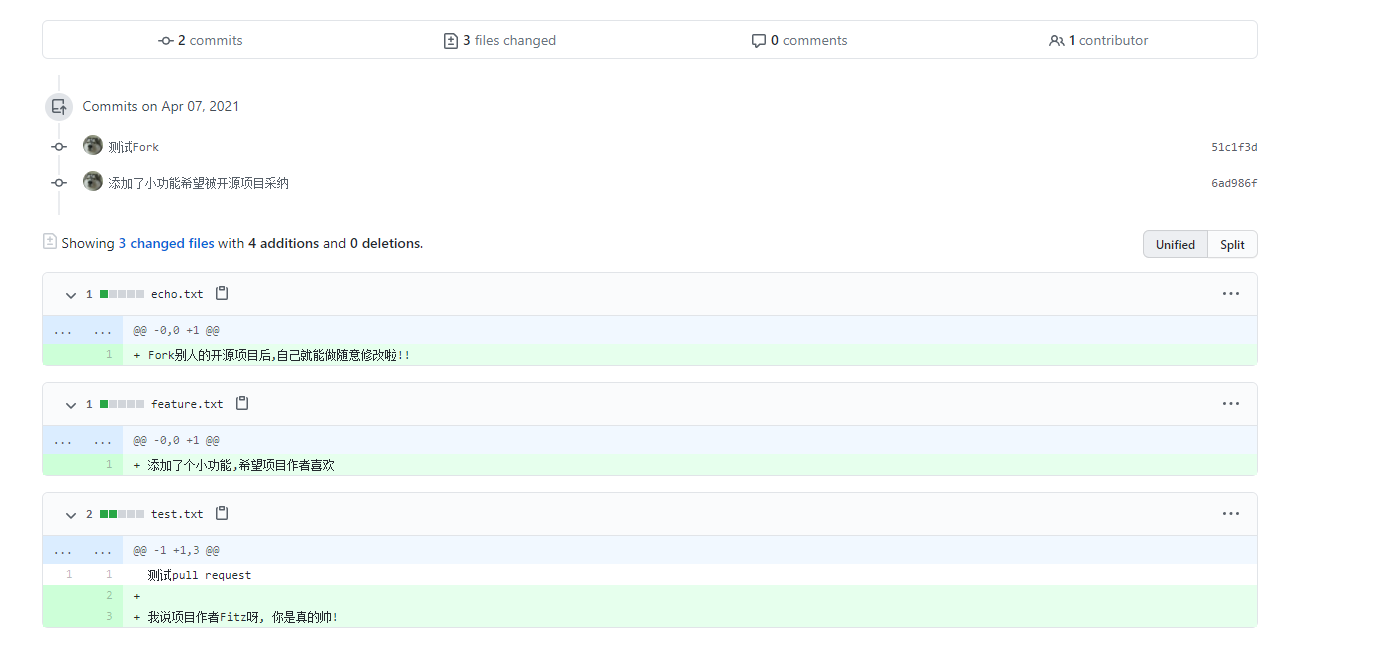 2 commits 3 files changed 0 comments 1 contributor
Commits on Apr 07, 2021
测试Fork 51c1f3d
添加了小功能希望被开源项目采纳 6ad986f
Showing 3 changed files with 4 additions and 0 deletions. Unified Split
1 echo.txt ...
... ... @@ -0,0 +1 @@
1 + Fork别人的开源项目后,自己就能做随意修改啦!!
1 feature.txt ...
... ... @@ -0,0 +1 @@
1 + 添加了个小功能,希望项目作者喜欢
2 test.txt ...
... ... @@ -1 +1,3 @@
1 1 测试pull request
2 +
3 + 我说项目作者Fitz呀, 你是真的帅!